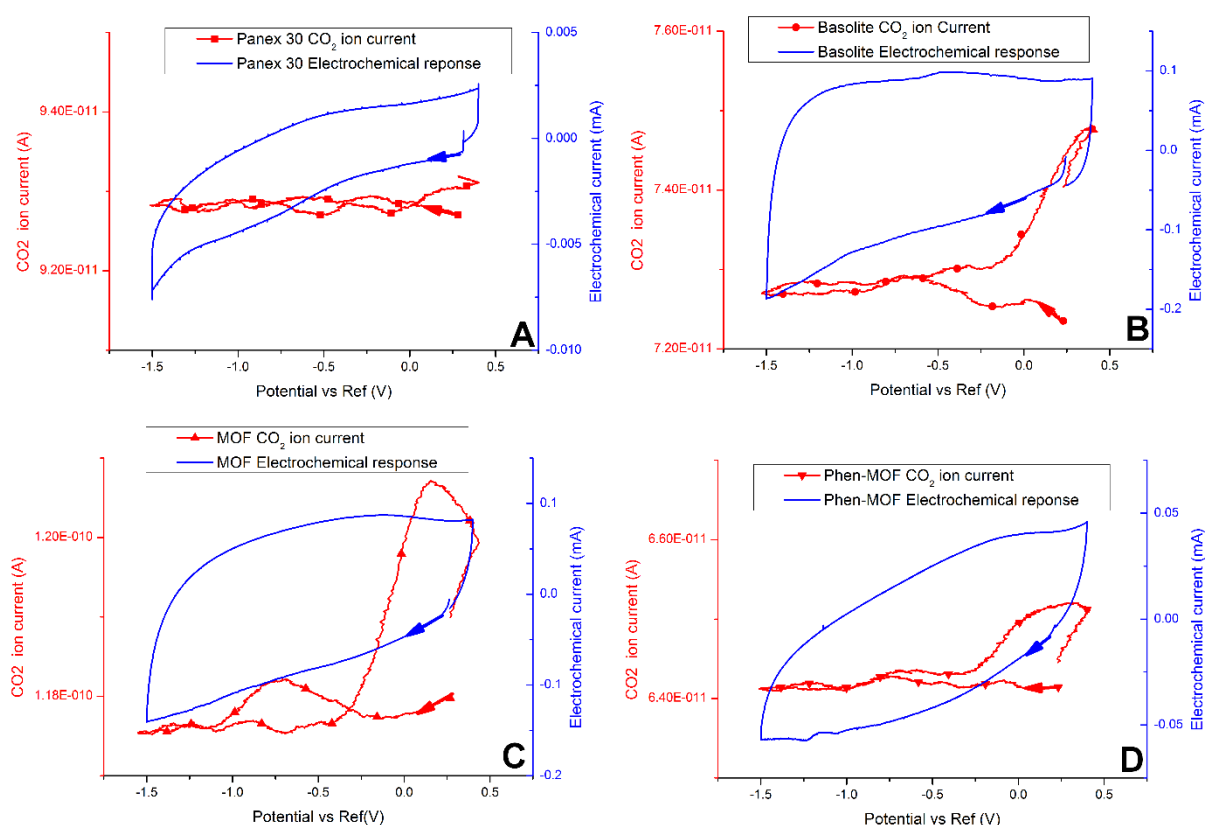 Panex 30 CO2 ion current
Panex 30 Electrochemical reponse
9.40E-011
9.20E-011
CO2 ion current (A)
0.005
0.000
-0.005
-0.010
Electrochemical current (mA)
-1.5 -1.0 -0.5 0.0 0.5
Potential vs Ref (V)
A
Basolite CO2 ion Current
Basolite Electrochemical response
7.60E-011
7.40E-011
7.20E-011
CO2 ion current (A)
0.1
0.0
-0.1
-0.2
Electrochemical current (mA)
-1.5 -1.0 -0.5 0.0 0.5
Potential vs Ref (V)
B
MOF CO2 ion current
MOF Electrochemical response
1.20E-010
1.18E-010
CO2 ion current (A)
0.1
0.0
-0.1
-0.2
Electrochemical current (mA)
-1.5 -1.0 -0.5 0.0 0.5
Potential vs Ref(V)
C
Phen-MOF CO2 ion current
Phen-MOF Electrochemical reponse
6.60E-011
6.40E-011
CO2 ion current (A)
0.05
0.00
-0.05
Electrochemical current (mA)
-1.5 -1.0 -0.5 0.0 0.5
Potential vs Ref (V)
D